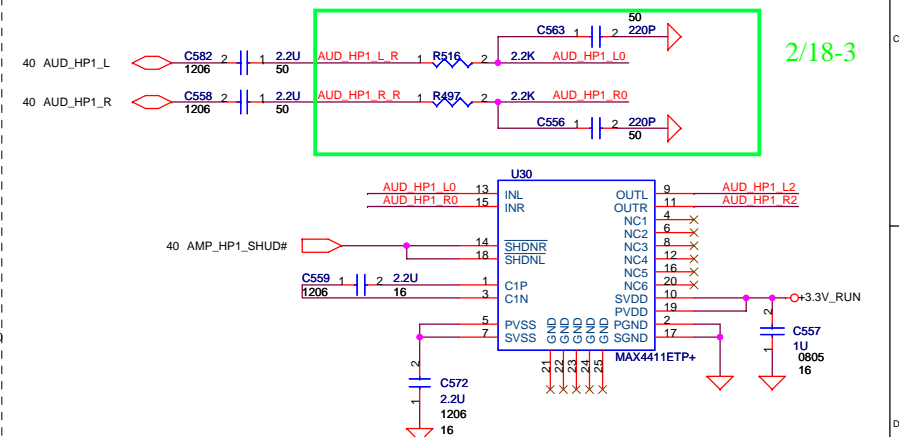 50
C563 1 2 220P
C
2/18-3
40 AUD_HP1_L C582 2 1 2.2U AUD_HP1_L_R 1 R516 2 2.2K AUD_HP1_L0
1206 50
40 AUD_HP1_R C558 2 1 2.2U AUD_HP1_R_R 1 R497 2 2.2K AUD_HP1_R0
1206 50
C556 1 2 220P
50
U30
AUD_HP1_L0 13 INL OUTL 9 AUD_HP1_L2
AUD_HP1_R0 15 INR OUTR 11 AUD_HP1_R2
NC1 4
NC2 6
40 AMP_HP1_SHUD# 14 SHDNR NC3 8
18 SHDNL NC4 12
NC5 16
C559 1 2 2.2U 1 C1P NC6 20
1206 16 3 C1N SVDD 10 +3.3V_RUN
PVDD 19
5 PVSS PGND 2
7 SVSS SGND 17
GND GND GND GND GND
21 22 23 24 25
MAX4411ETP+
2 C557
1U
1 0805
16
2 C572
2.2U
1 1206
16
D